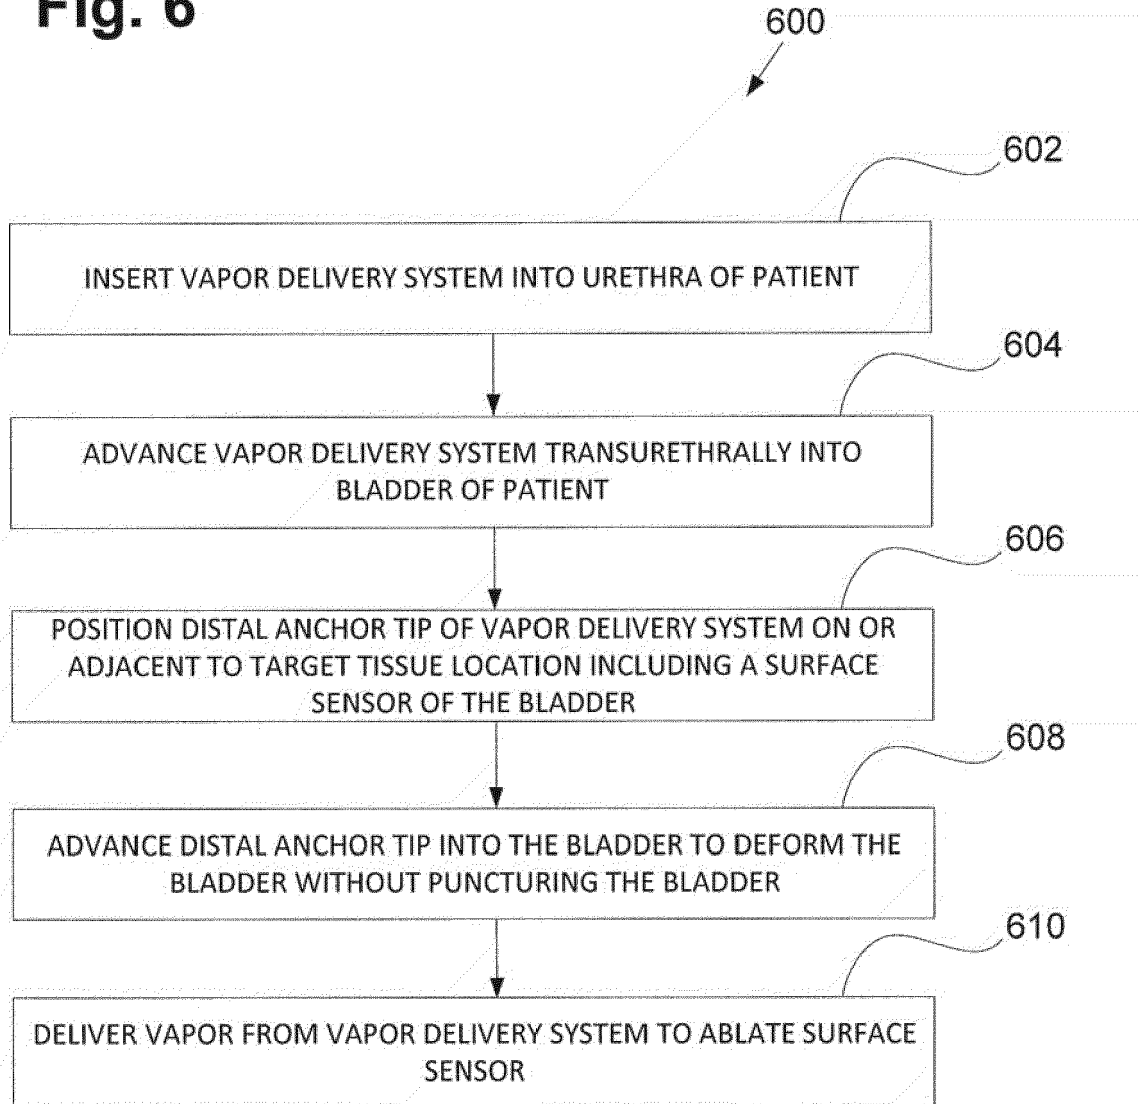 Fig. 6
600
602
INSERT VAPOR DELIVERY SYSTEM INTO URETHRA OF PATIENT
604
ADVANCE VAPOR DELIVERY SYSTEM TRANSURETHRALLY INTO
BLADDER OF PATIENT
606
POSITION DISTAL ANCHOR TIP OF VAPOR DELIVERY SYSTEM ON OR
ADJACENT TO TARGET TISSUE LOCATION INCLUDING A SURFACE
SENSOR OF THE BLADDER
608
ADVANCE DISTAL ANCHOR TIP INTO THE BLADDER TO DEFORM THE
BLADDER WITHOUT PUNCTURING THE BLADDER
610
DELIVER VAPOR FROM VAPOR DELIVERY SYSTEM TO ABLATE SURFACE
SENSOR